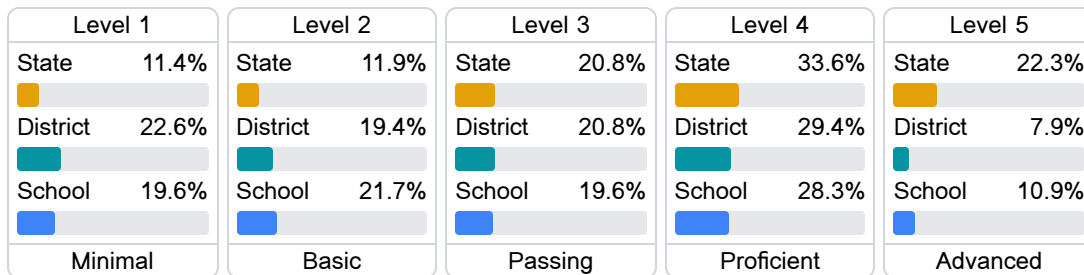 Level 1
State 11.4%
District 22.6%
School 19.6%
Minimal
Level 2
State 11.9%
District 19.4%
School 21.7%
Basic
Level 3
State 20.8%
District 20.8%
School 19.6%
Passing
Level 4
State 33.6%
District 29.4%
School 28.3%
Proficient
Level 5
State 22.3%
District 7.9%
School 10.9%
Advanced